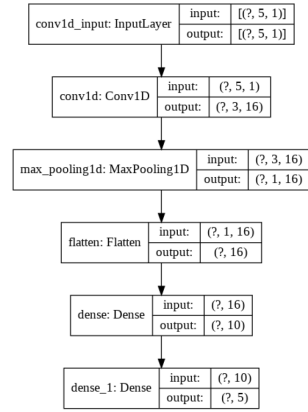 conv1d_input: InputLayer
input: [(?, 5, 1)]
output: [(?, 5, 1)]
conv1d: Conv1D
input: (?, 5, 1)
output: (?, 3, 16)
max_pooling1d: MaxPooling1D
input: (?, 3, 16)
output: (?, 1, 16)
flatten: Flatten
input: (?, 1, 16)
output: (?, 16)
dense: Dense
input: (?, 16)
output: (?, 10)
dense_1: Dense
input: (?, 10)
output: (?, 5)